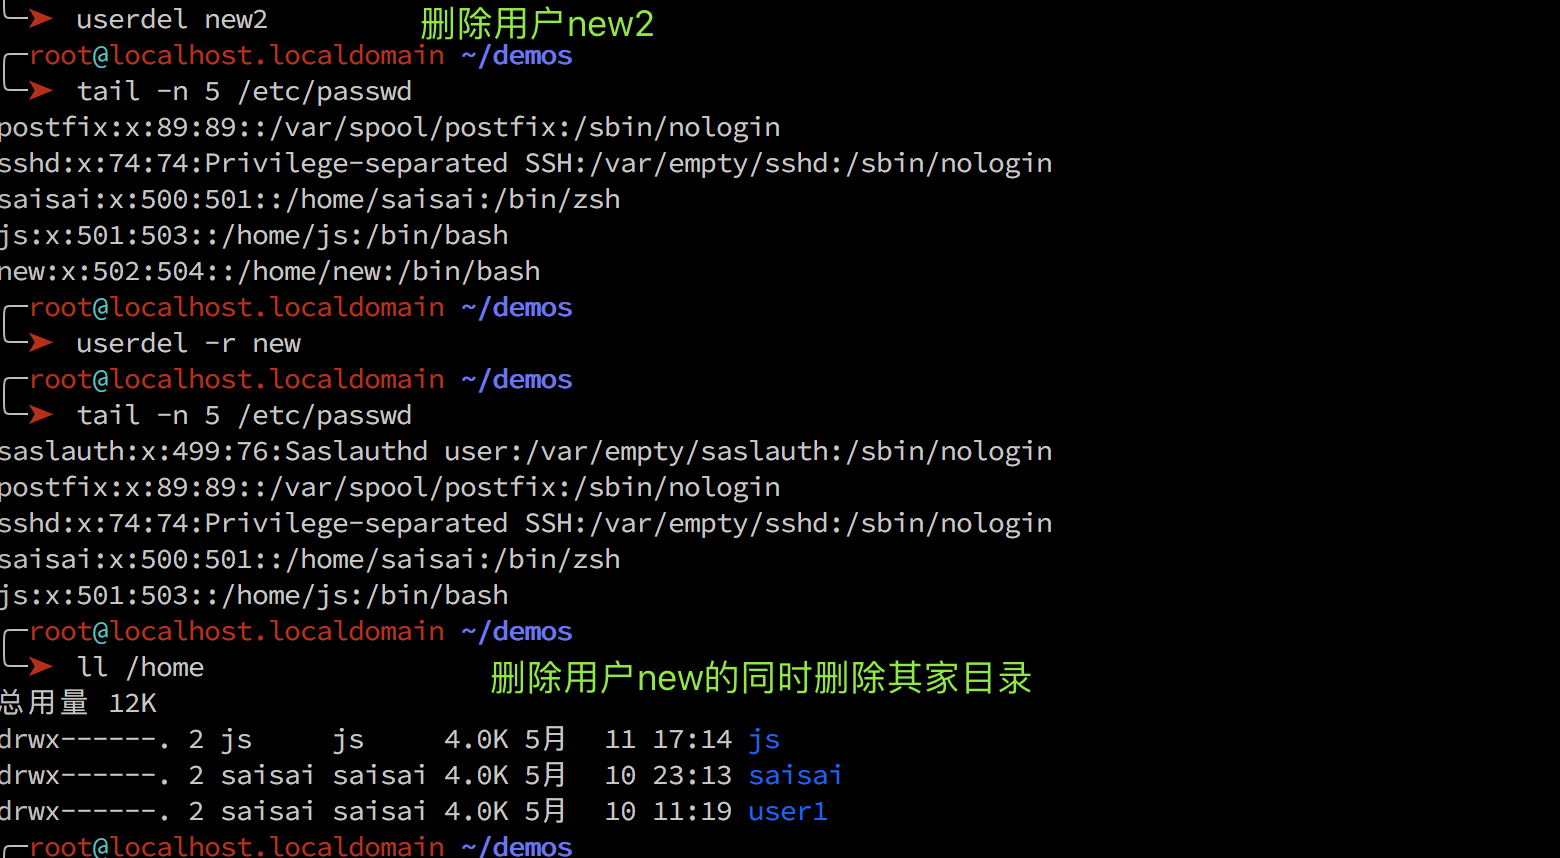 ➤ userdel new2 删除用户new2
root@localhost.localdomain ~/demos
➤ tail -n 5 /etc/passwd
postfix:x:89:89::/var/spool/postfix:/sbin/nologin
sshd:x:74:74:Privilege-separated SSH:/var/empty/sshd:/sbin/nologin
saisai:x:500:501::/home/saisai:/bin/zsh
js:x:501:503::/home/js:/bin/bash
new:x:502:504::/home/new:/bin/bash
root@localhost.localdomain ~/demos
➤ userdel -r new
root@localhost.localdomain ~/demos
➤ tail -n 5 /etc/passwd
saslauth:x:499:76:Saslauthd user:/var/empty/saslauth:/sbin/nologin
postfix:x:89:89::/var/spool/postfix:/sbin/nologin
sshd:x:74:74:Privilege-separated SSH:/var/empty/sshd:/sbin/nologin
saisai:x:500:501::/home/saisai:/bin/zsh
js:x:501:503::/home/js:/bin/bash
root@localhost.localdomain ~/demos
➤ ll /home 删除用户new的同时删除其家目录
总用量 12K
drwx------. 2 js     js     4.0K 5月  11 17:14 js
drwx------. 2 saisai saisai 4.0K 5月  10 23:13 saisai
drwx------. 2 saisai saisai 4.0K 5月  10 11:19 user1
root@localhost.localdomain ~/demos